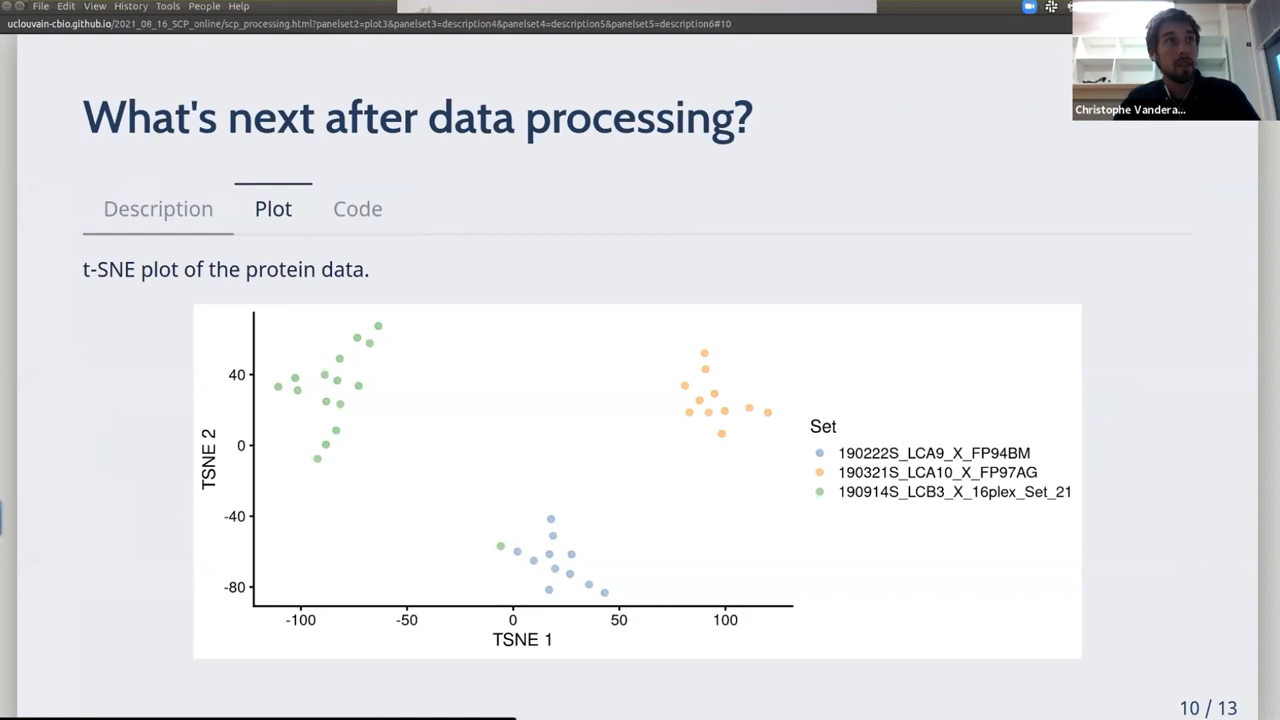 File Edit View History Tools People Help
uclouvain-cbio.github.io/2021_08_16_SCP_online/scp_processing.html?panelset2=plot3&panelset3=description4&panelset4=description5&panelset5=description6#10
Christophe Vandera...
What's next after data processing?
Description Plot Code
t-SNE plot of the protein data.
TSNE 2
40
0
-40
-80
-100 -50 0 50 100
TSNE 1
Set
190222S_LCA9_X_FP94BM
190321S_LCA10_X_FP97AG
190914S_LCB3_X_16plex_Set_21
10 / 13